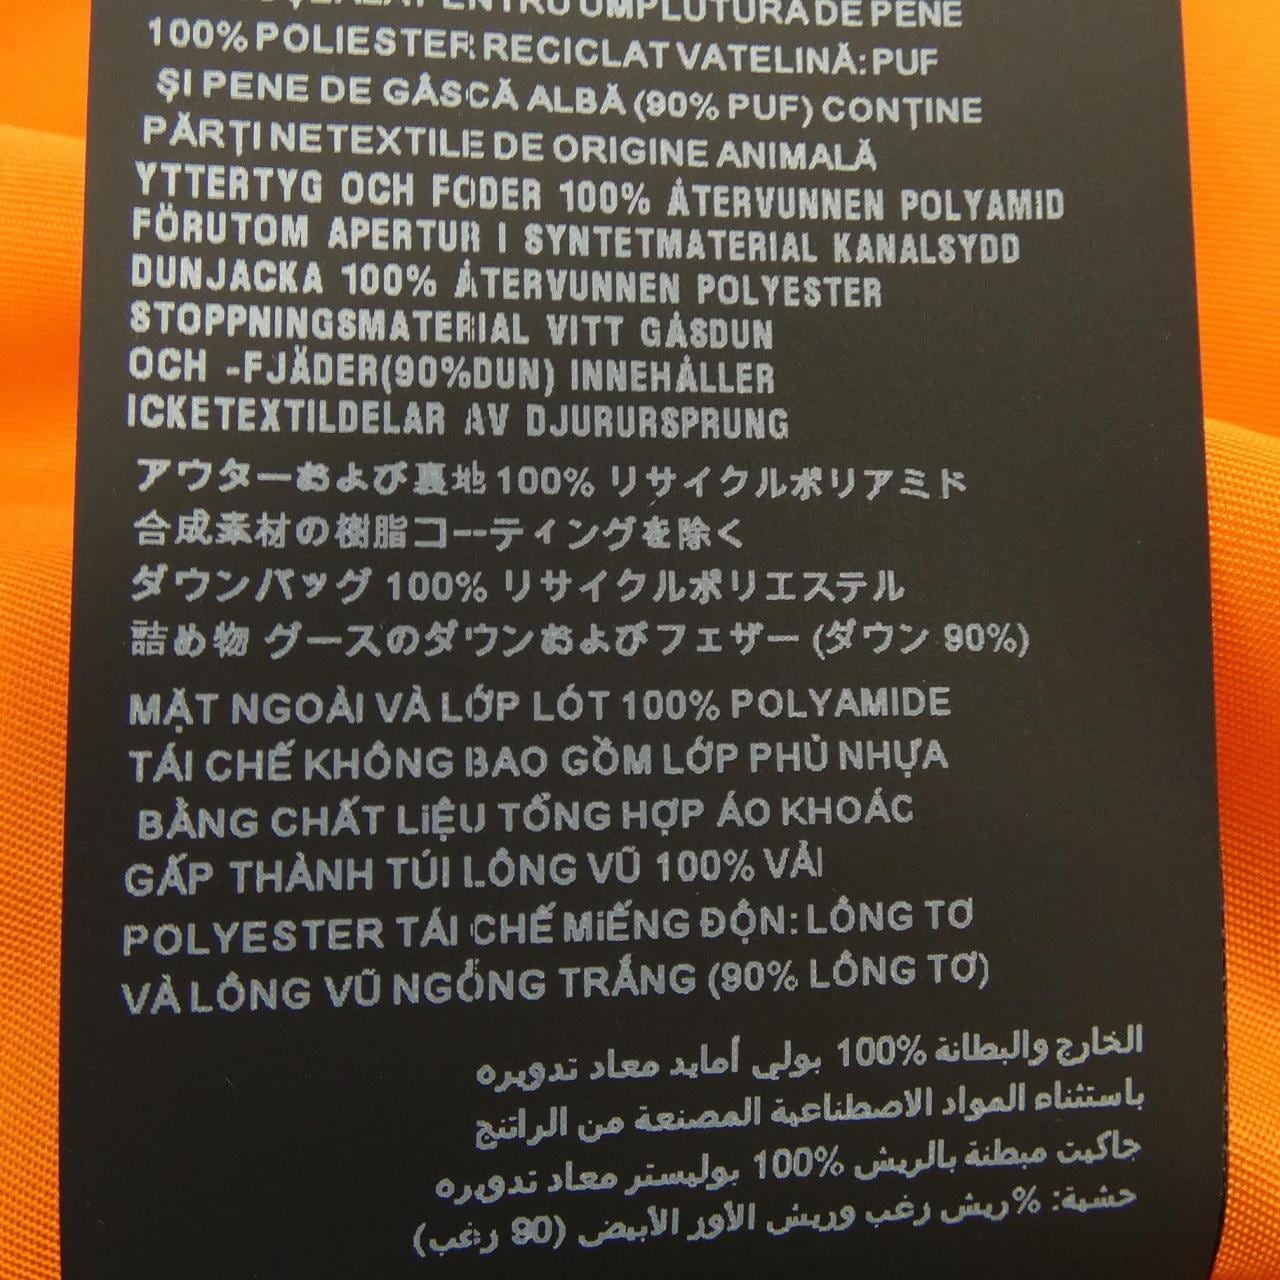 PENTRU UMPLUTURA DE PENE
100% POLIESTER RECICLAT VATELINĂ: PUF
ȘI PENE DE GÂSCĂ ALBĂ (90% PUF) CONȚINE
PĂRȚI NETEXTILE DE ORIGINE ANIMALĂ
YTTERTYG OCH FODER 100% ÅTERVUNNEN POLYAMID
FÖRUTOM APERTUR I SYNTETMATERIAL KANALSYDD
DUNJACKA 100% ÅTERVUNNEN POLYESTER
STOPPNINGSMATERIAL VITT GÅSDUN
OCH -FJÄDER(90%DUN) INNEHÅLLER
ICKETEXTILDELAR AV DJURURSPRUNG
アウターおよび裏地 100% リサイクルポリアミド
合成素材の樹脂コーティングを除く
ダウンバッグ 100% リサイクルポリエステル
詰め物 グースのダウンおよびフェザー (ダウン 90%)
MẶT NGOÀI VÀ LỚP LÓT 100% POLYAMIDE
TÁI CHẾ KHÔNG BAO GỒM LỚP PHỦ NHỰA
BẰNG CHẤT LiỆU TỔNG HỢP ÁO KHOÁC
GẤP THÀNH TÚI LÔNG VŨ 100% VẢI
POLYESTER TÁI CHẾ MiẾNG ĐỘN: LÔNG TƠ
VÀ LÔNG VŨ NGỖNG TRẮNG (90% LÔNG TƠ)
الخارج والبطانة %100 بولي أمايد معاد تدويره
باستثناء المواد الاصطناعية المصنعة من الراتنج
جاكيت مبطنة بالريش %100 بوليستر معاد تدويره
حشية: %ريش زغب وريش الأوز الأبيض (90 زغب)